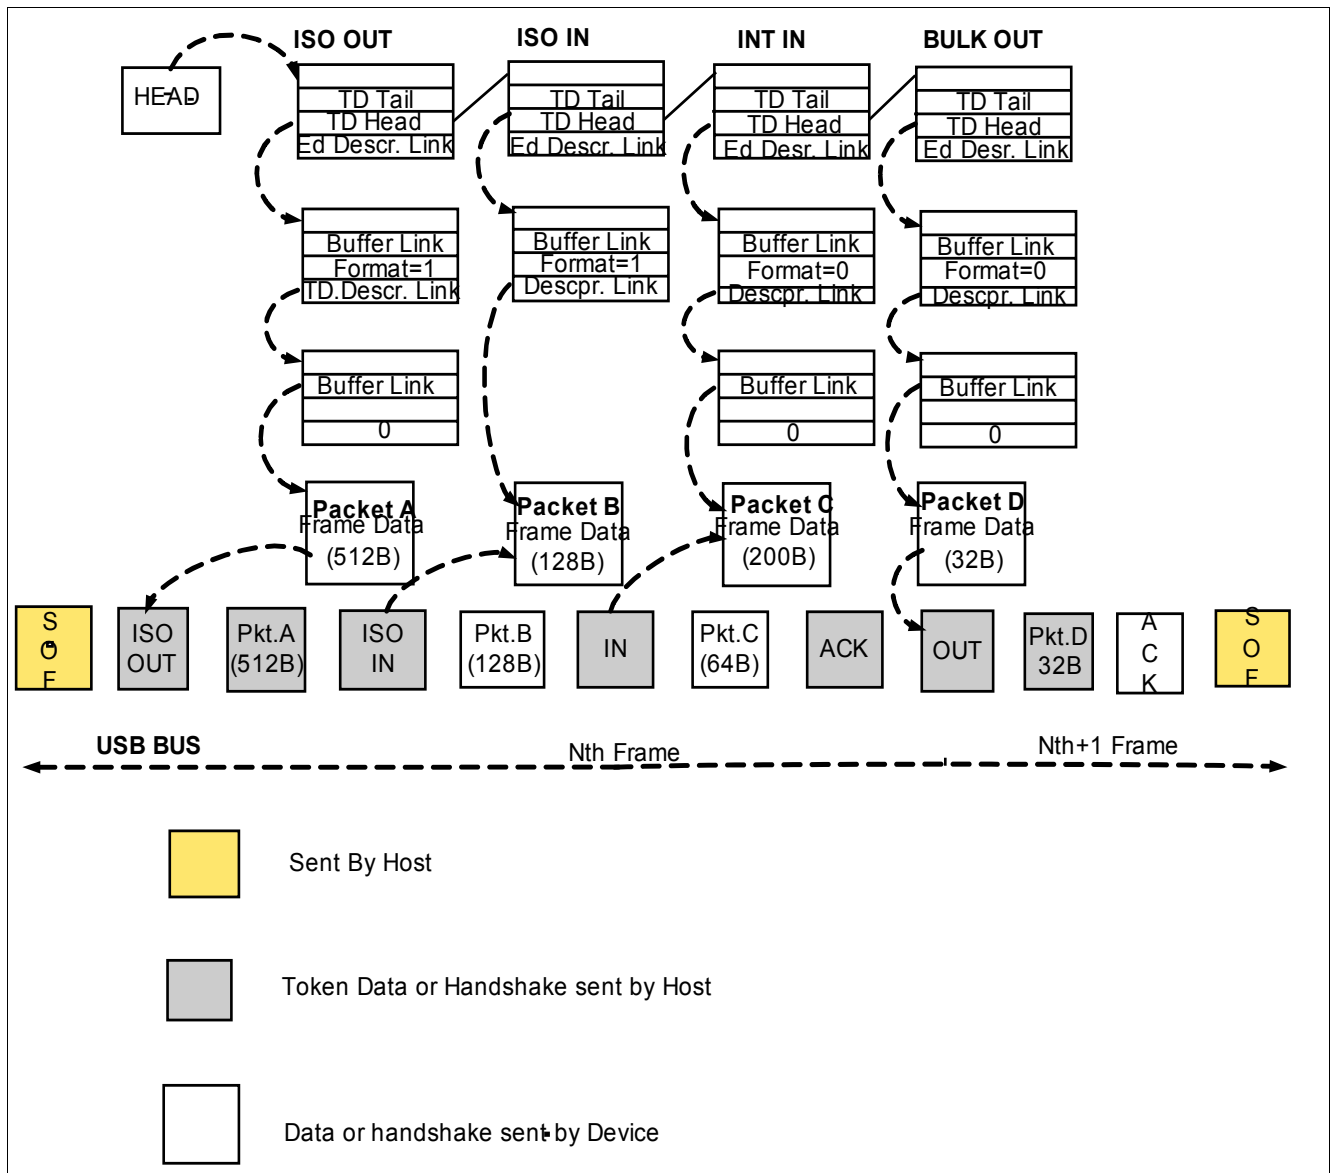 ISO OUT
ISO IN
INT IN
BULK OUT
HEAD
TD Tail
TD Head
Ed Descr. Link
TD Tail
TD Head
Ed Descr. Link
TD Tail
TD Head
Ed Desr. Link
TD Tail
TD Head
Ed Desr. Link
Buffer Link
Format=1
TD.Descr. Link
Buffer Link
Format=1
Descpr. Link
Buffer Link
Format=0
Descpr. Link
Buffer Link
Format=0
Descpr. Link
Buffer Link
0
Buffer Link
0
Buffer Link
0
Packet A
Frame Data
(512B)
Packet B
Frame Data
(128B)
Packet C
Frame Data
(200B)
Packet D
Frame Data
(32B)
S
O
F
ISO
OUT
Pkt.A
(512B)
ISO
IN
Pkt.B
(128B)
IN
Pkt.C
(64B)
ACK
OUT
Pkt.D
32B
A
C
K
S
O
F
USB BUS
Nth Frame
Nth+1 Frame
Sent By Host
Token Data or Handshake sent by Host
Data or handshake sent by Device